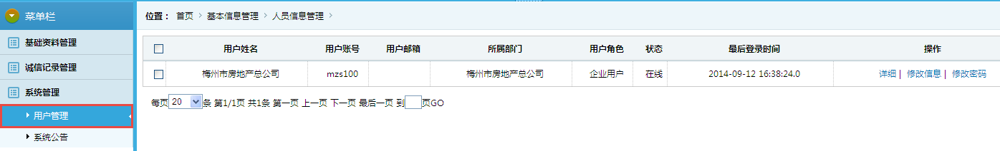 菜单栏
基础资料管理
诚信记录管理
系统管理
用户管理
系统公告
位置： 首页 基本信息管理 人员信息管理
用户姓名 用户账号 用户邮箱 所属部门 用户角色 状态 最后登录时间 操作
梅州市房地产总公司 mzs100 梅州市房地产总公司 企业用户 在线 2014-09-12 16:38:24.0 详细 | 修改信息 | 修改密码
每页 20 条 第1/1页 共1条 第一页 上一页 下一页 最后一页 到 页GO